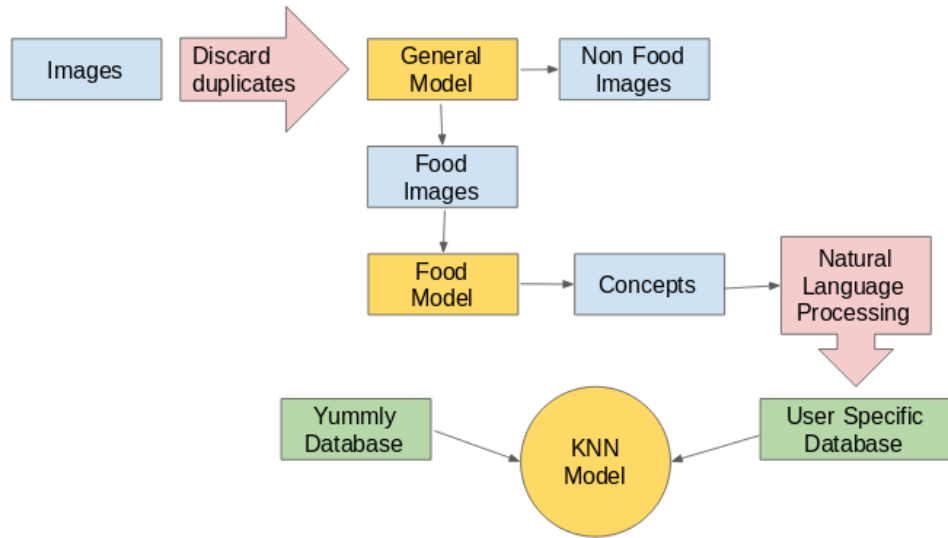 Images
Discard
duplicates
General
Model
Non Food
Images
Food
Images
Food
Model
Concepts
Natural
Language
Processing
Yummly
Database
KNN
Model
User Specific
Database